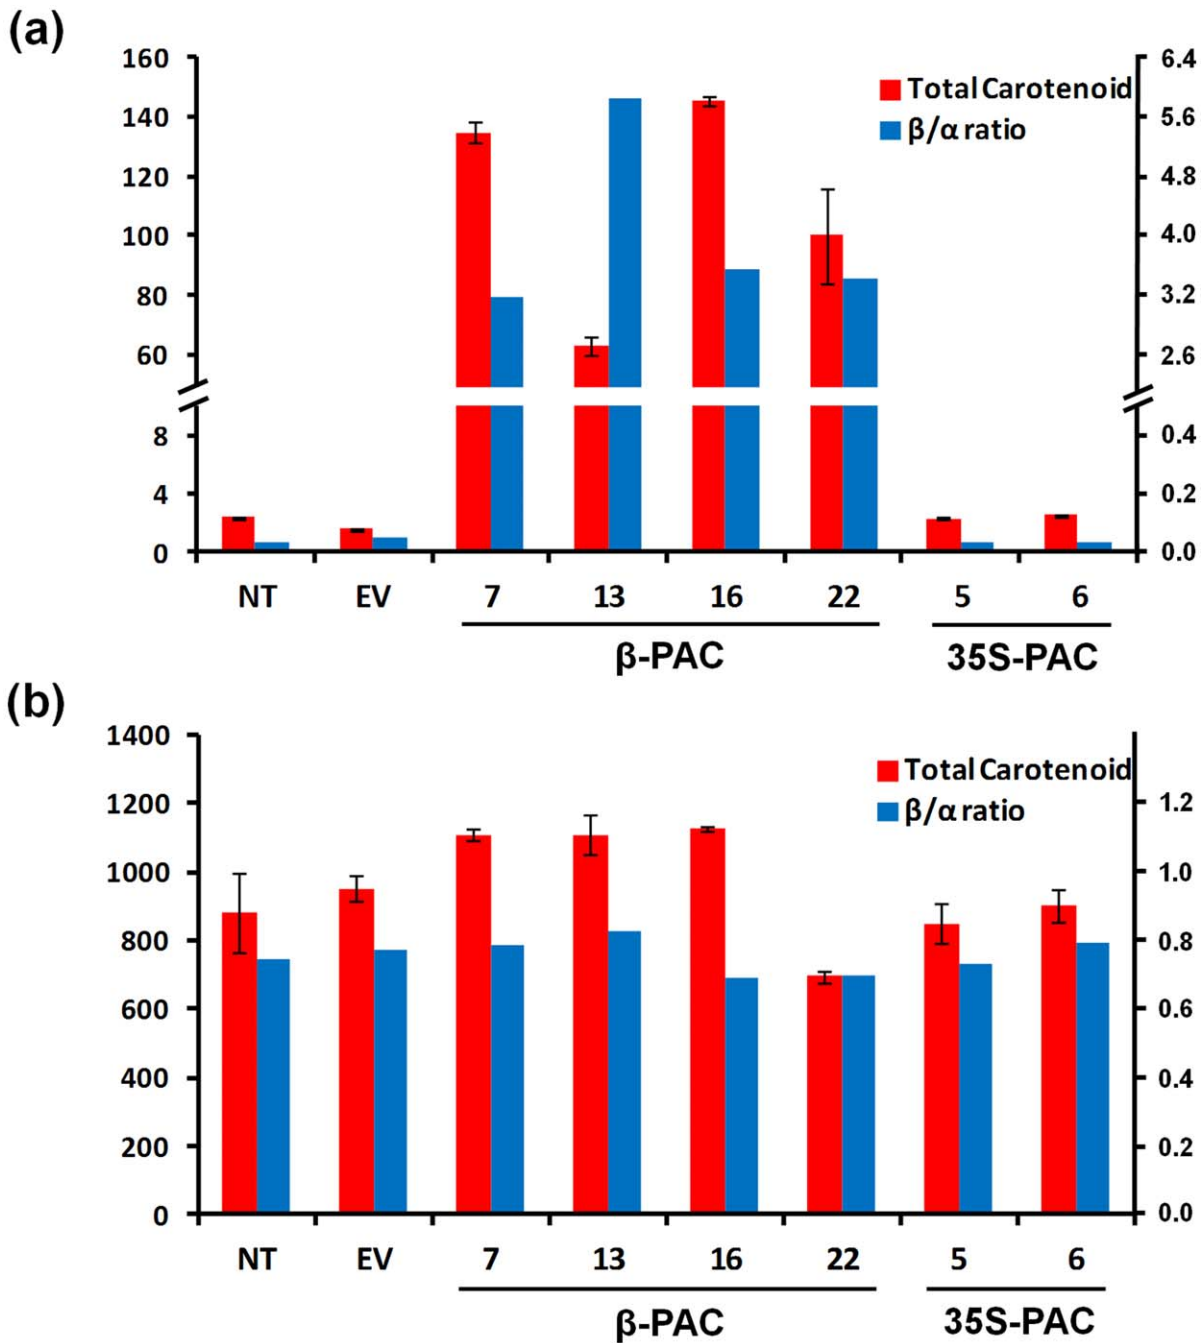 (a)
160 6.4
Total Carotenoid
140 5.6
β/α ratio
120 4.8
100 4.0
80 3.2
60 2.6
8 0.4
4 0.2
0 0.0
NT EV 7 13 16 22 5 6
β-PAC 35S-PAC
(b)
1400
Total Carotenoid
1200 1.2
β/α ratio
1000 1.0
800 0.8
600 0.6
400 0.4
200 0.2
0 0.0
NT EV 7 13 16 22 5 6
β-PAC 35S-PAC